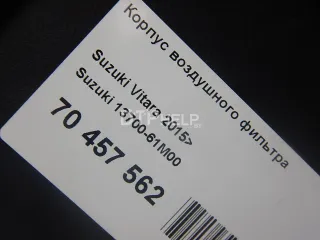 Корпус воздушного фильтра
Suzuki Vitara 2015>
Suzuki 13700-61M00
70 457 562